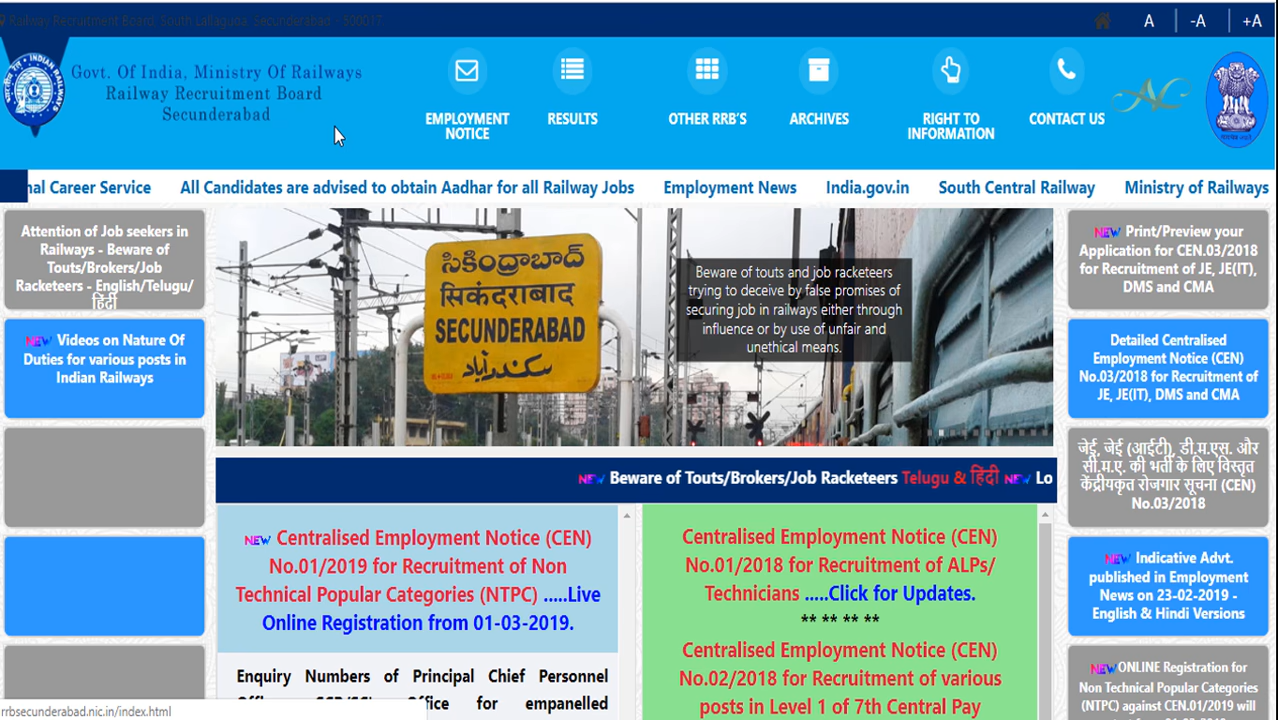 Railway Recruitment Board, South Lallaguda, Secunderabad - 500017
A
-A
+A
INDIAN RAILWAYS
Govt. Of India, Ministry Of Railways
Railway Recruitment Board
Secunderabad
EMPLOYMENT
NOTICE
RESULTS
OTHER RRB'S
ARCHIVES
RIGHT TO
INFORMATION
CONTACT US
nal Career Service
All Candidates are advised to obtain Aadhar for all Railway Jobs
Employment News
India.gov.in
South Central Railway
Ministry of Railways
Attention of Job seekers in
Railways - Beware of
Touts/Brokers/Job
Racketeers - English/Telugu/
हिंदी
NEW Videos on Nature Of
Duties for various posts in
Indian Railways
సికింద్రాబాద్
सिकंदराबाद
SECUNDERABAD
سکندرآباد
Beware of touts and job racketeers
trying to deceive by false promises of
securing job in railways either through
influence or by use of unfair and
unethical means.
NEW Beware of Touts/Brokers/Job Racketeers Telugu & हिंदी NEW Lo
NEW Centralised Employment Notice (CEN)
No.01/2019 for Recruitment of Non
Technical Popular Categories (NTPC) .....Live
Online Registration from 01-03-2019.
Enquiry Numbers of Principal Chief Personnel
Office for empanelled
Centralised Employment Notice (CEN)
No.01/2018 for Recruitment of ALPs/
Technicians .....Click for Updates.
** ** ** **
Centralised Employment Notice (CEN)
No.02/2018 for Recruitment of various
posts in Level 1 of 7th Central Pay
NEW Print/Preview your
Application for CEN.03/2018
for Recruitment of JE, JE(IT),
DMS and CMA
Detailed Centralised
Employment Notice (CEN)
No.03/2018 for Recruitment of
JE, JE(IT), DMS and CMA
जेई, जेई (आईटी), डी.म.एस. और
सी.म.ए. की भर्ती के लिए विस्तृत
केंद्रीयकृत रोजगार सूचना (CEN)
No.03/2018
NEW Indicative Advt.
published in Employment
News on 23-02-2019 -
English & Hindi Versions
NEW ONLINE Registration for
Non Technical Popular Categories
(NTPC) against CEN.01/2019 will
rrbsecunderabad.nic.in/index.html